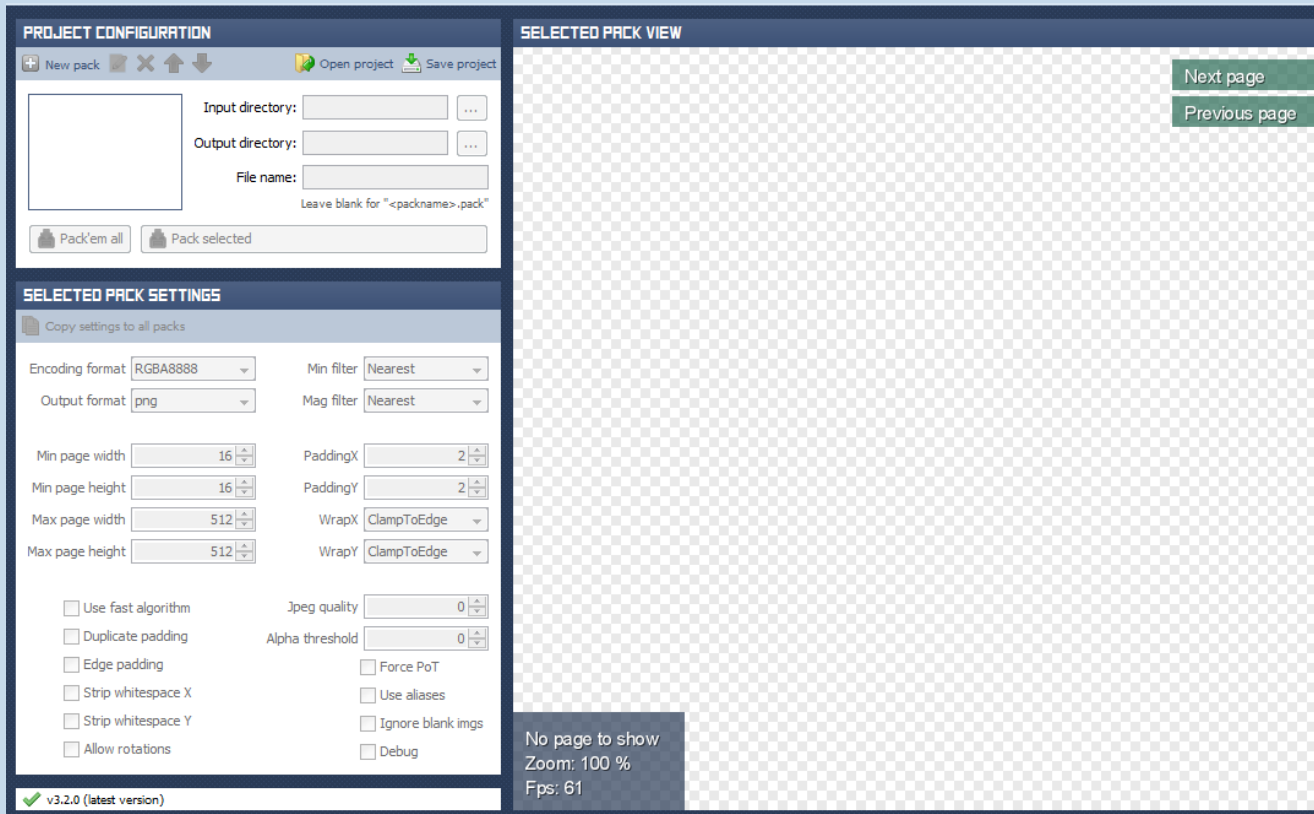 PROJECT CONFIGURATION
New pack
Open project
Save project
Input directory:
...
Output directory:
...
File name:
Leave blank for "<packname>.pack"
Pack'em all
Pack selected
SELECTED PACK SETTINGS
Copy settings to all packs
Encoding format RGBA8888
Min filter Nearest
Output format png
Mag filter Nearest
Min page width 16
PaddingX 2
Min page height 16
PaddingY 2
Max page width 512
WrapX ClampToEdge
Max page height 512
WrapY ClampToEdge
Use fast algorithm
Jpeg quality 0
Duplicate padding
Alpha threshold 0
Edge padding
Force PoT
Strip whitespace X
Use aliases
Strip whitespace Y
Ignore blank imgs
Allow rotations
Debug
v3.2.0 (latest version)
SELECTED PACK VIEW
Next page
Previous page
No page to show
Zoom: 100 %
Fps: 61